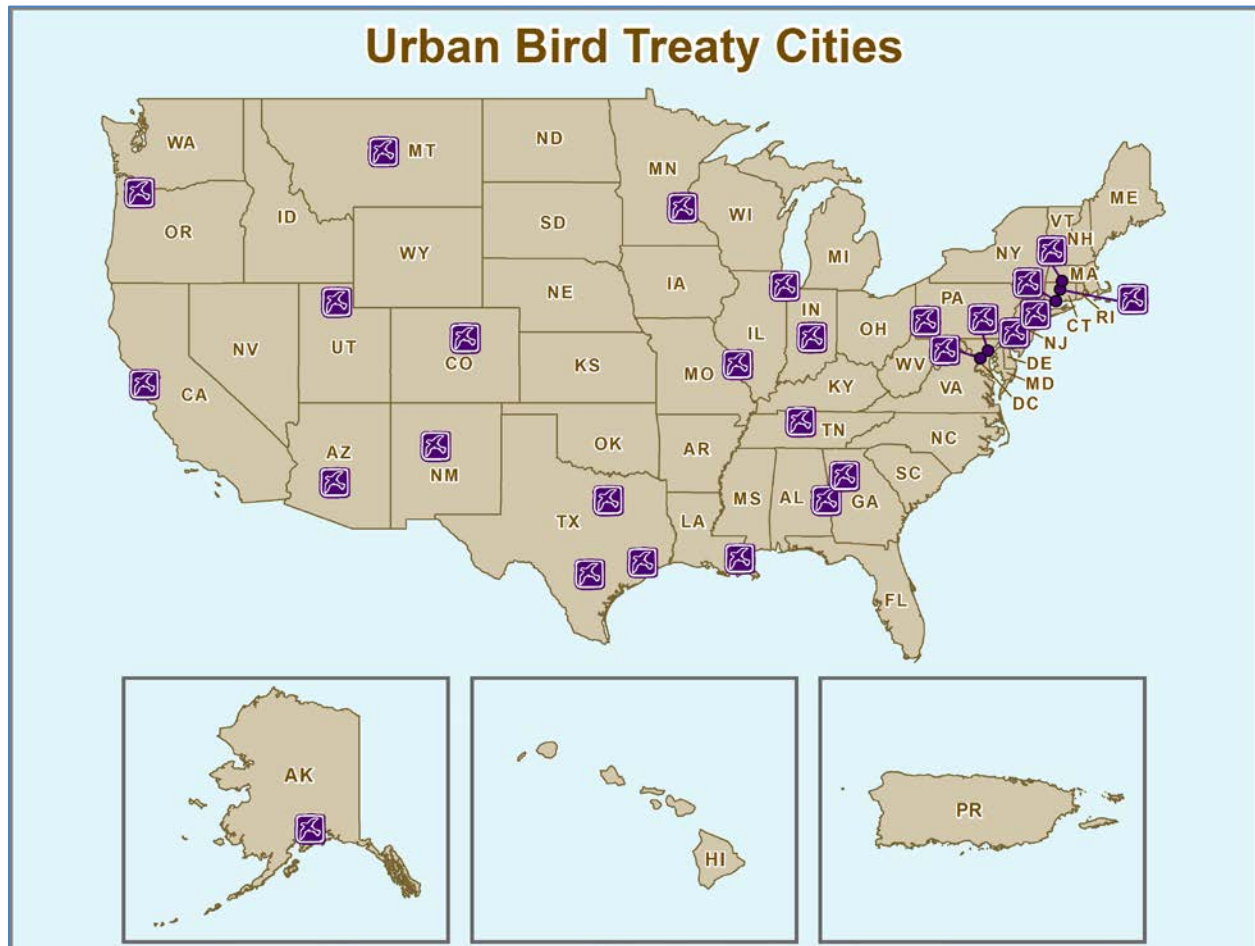 Urban Bird Treaty Cities
WA
MT
ND
MN
ME
VT
NH
OR
ID
SD
WI
NY
MI
MA
WY
IA
NE
PA
RI
CT
IN
OH
IL
NJ
NV
UT
CO
DE
WV
KS
MO
MD
CA
KY
VA
DC
TN
NC
OK
AZ
AR
NM
SC
MS
AL
GA
TX
LA
FL
AK
HI
PR